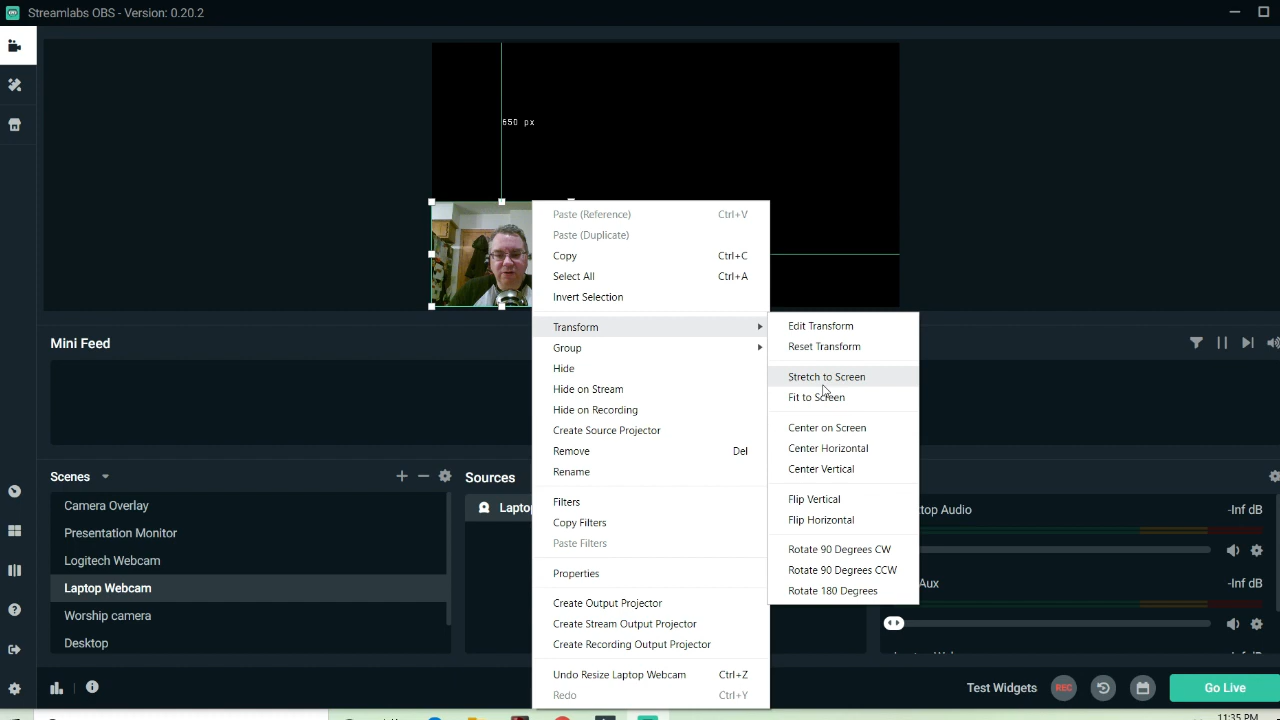 Streamlabs OBS - Version: 0.20.2
650 px
Paste (Reference) Ctrl+V
Paste (Duplicate)
Copy Ctrl+C
Select All Ctrl+A
Invert Selection
Transform
Group
Hide
Hide on Stream
Hide on Recording
Create Source Projector
Remove Del
Rename
Filters
Copy Filters
Paste Filters
Properties
Create Output Projector
Create Stream Output Projector
Create Recording Output Projector
Undo Resize Laptop Webcam Ctrl+Z
Redo Ctrl+Y
Edit Transform
Reset Transform
Stretch to Screen
Fit to Screen
Center on Screen
Center Horizontal
Center Vertical
Flip Vertical
Flip Horizontal
Rotate 90 Degrees CW
Rotate 90 Degrees CCW
Rotate 180 Degrees
Mini Feed
Scenes
Camera Overlay
Presentation Monitor
Logitech Webcam
Laptop Webcam
Worship camera
Desktop
Sources
Lapto
top Audio -Inf dB
Aux -Inf dB
-Inf dB
Test Widgets REC Go Live
11:35 PM